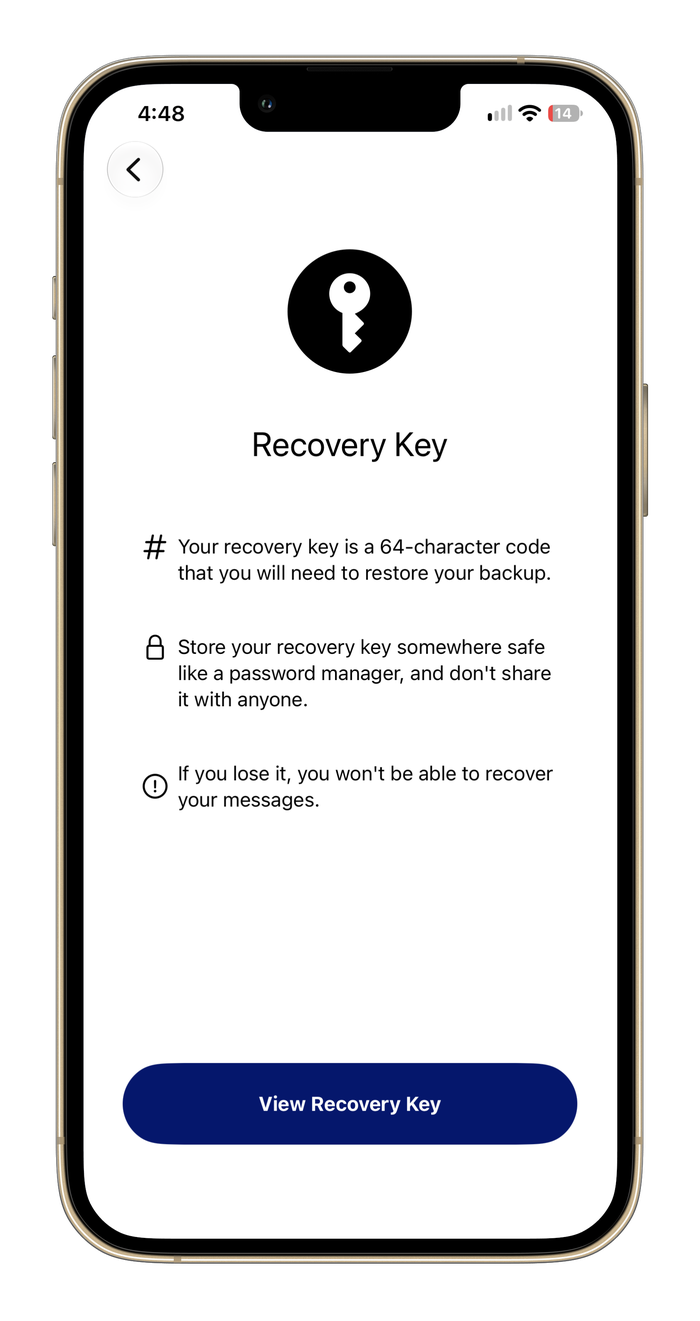 4:48
14
Recovery Key
# Your recovery key is a 64-character code
that you will need to restore your backup.
Store your recovery key somewhere safe
like a password manager, and don't share
it with anyone.
If you lose it, you won't be able to recover
your messages.
View Recovery Key